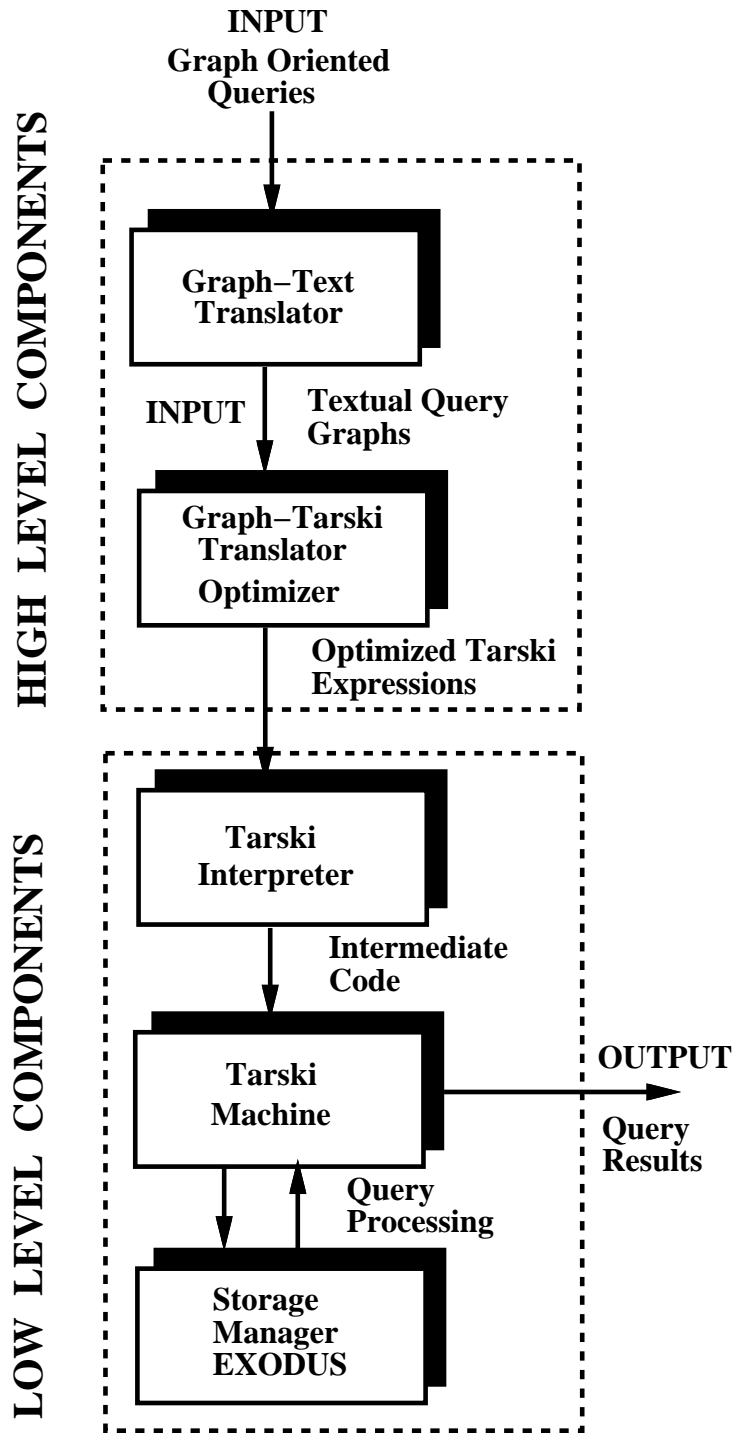 INPUT
Graph Oriented
Queries
HIGH LEVEL COMPONENTS
Graph−Text
Translator
INPUT
Textual Query
Graphs
Graph−Tarski
Translator
Optimizer
Optimized Tarski
Expressions
LOW LEVEL COMPONENTS
Tarski
Interpreter
Intermediate
Code
Tarski
Machine
OUTPUT
Query
Results
Query
Processing
Storage
Manager
EXODUS